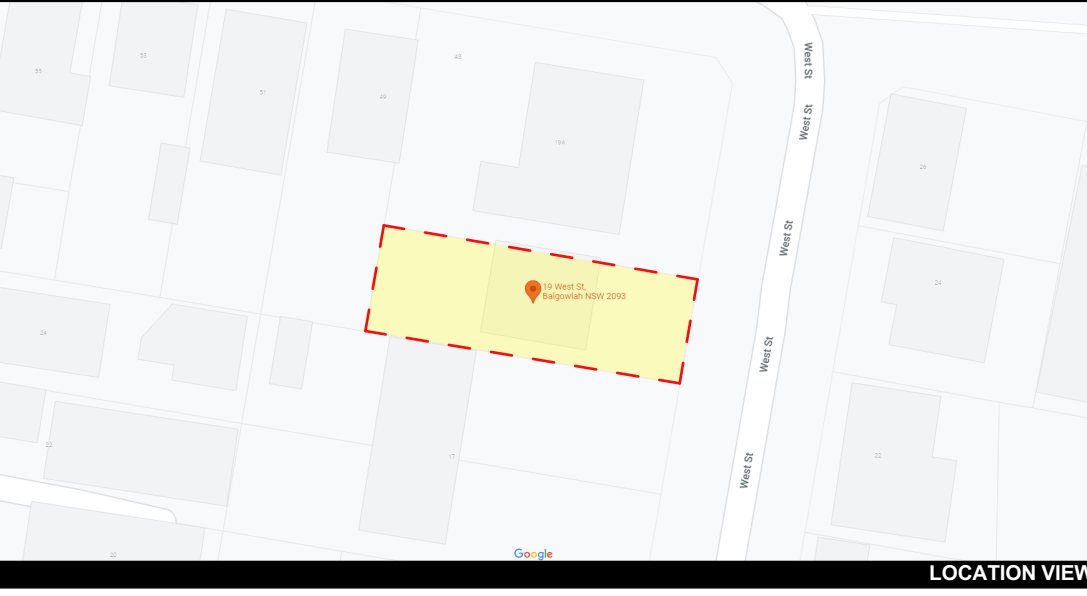 53
55
51
49
43
19A
26
West St
West St
West St
West St
West St
19 West St,
Balgowlah NSW 2093
24
24
17
22
22
20
Google
LOCATION VIEW